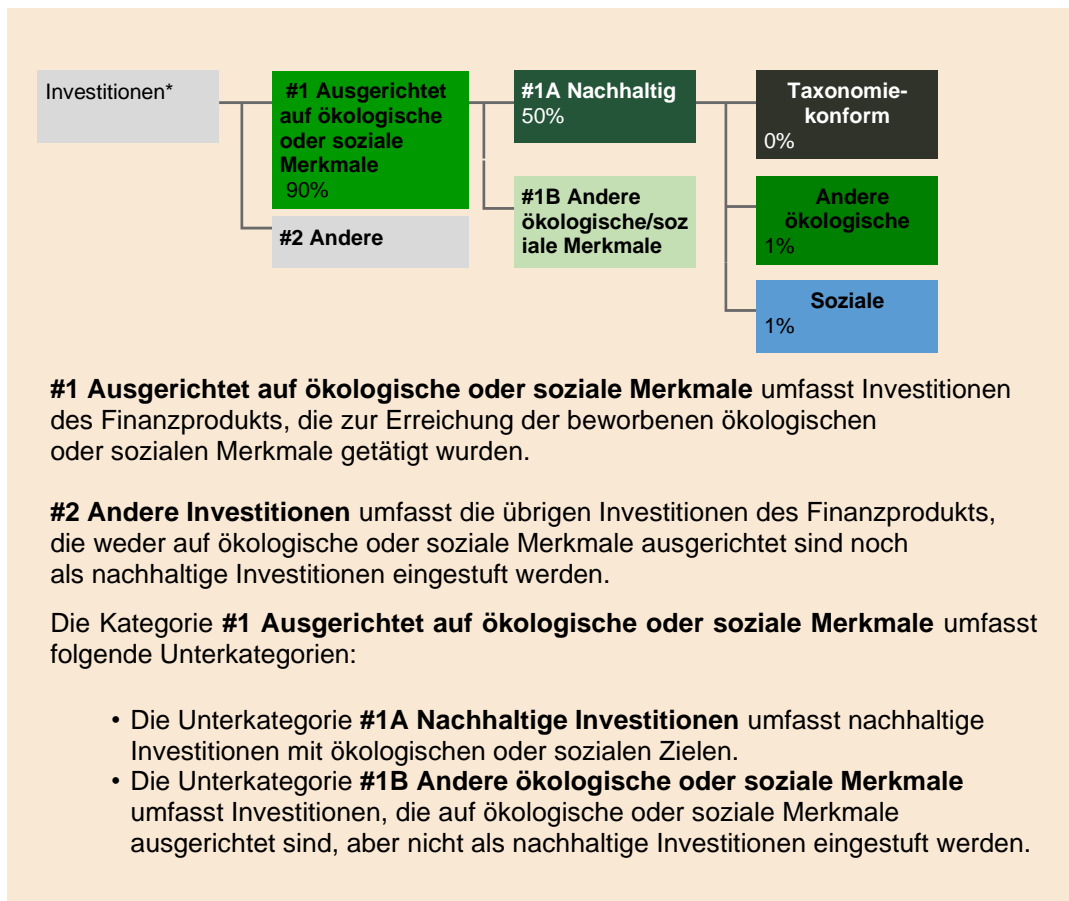 Investitionen*
#1 Ausgerichtet
auf ökologische
oder soziale
Merkmale
90%
#2 Andere
#1A Nachhaltig
50%
#1B Andere
ökologische/soz
iale Merkmale
Taxonomie-
konform
0%
Andere
ökologische
1%
Soziale
1%
#1 Ausgerichtet auf ökologische oder soziale Merkmale umfasst Investitionen
des Finanzprodukts, die zur Erreichung der beworbenen ökologischen
oder sozialen Merkmale getätigt wurden.
#2 Andere Investitionen umfasst die übrigen Investitionen des Finanzprodukts,
die weder auf ökologische oder soziale Merkmale ausgerichtet sind noch
als nachhaltige Investitionen eingestuft werden.
Die Kategorie #1 Ausgerichtet auf ökologische oder soziale Merkmale umfasst
folgende Unterkategorien:
• Die Unterkategorie #1A Nachhaltige Investitionen umfasst nachhaltige
Investitionen mit ökologischen oder sozialen Zielen.
• Die Unterkategorie #1B Andere ökologische oder soziale Merkmale
umfasst Investitionen, die auf ökologische oder soziale Merkmale
ausgerichtet sind, aber nicht als nachhaltige Investitionen eingestuft werden.